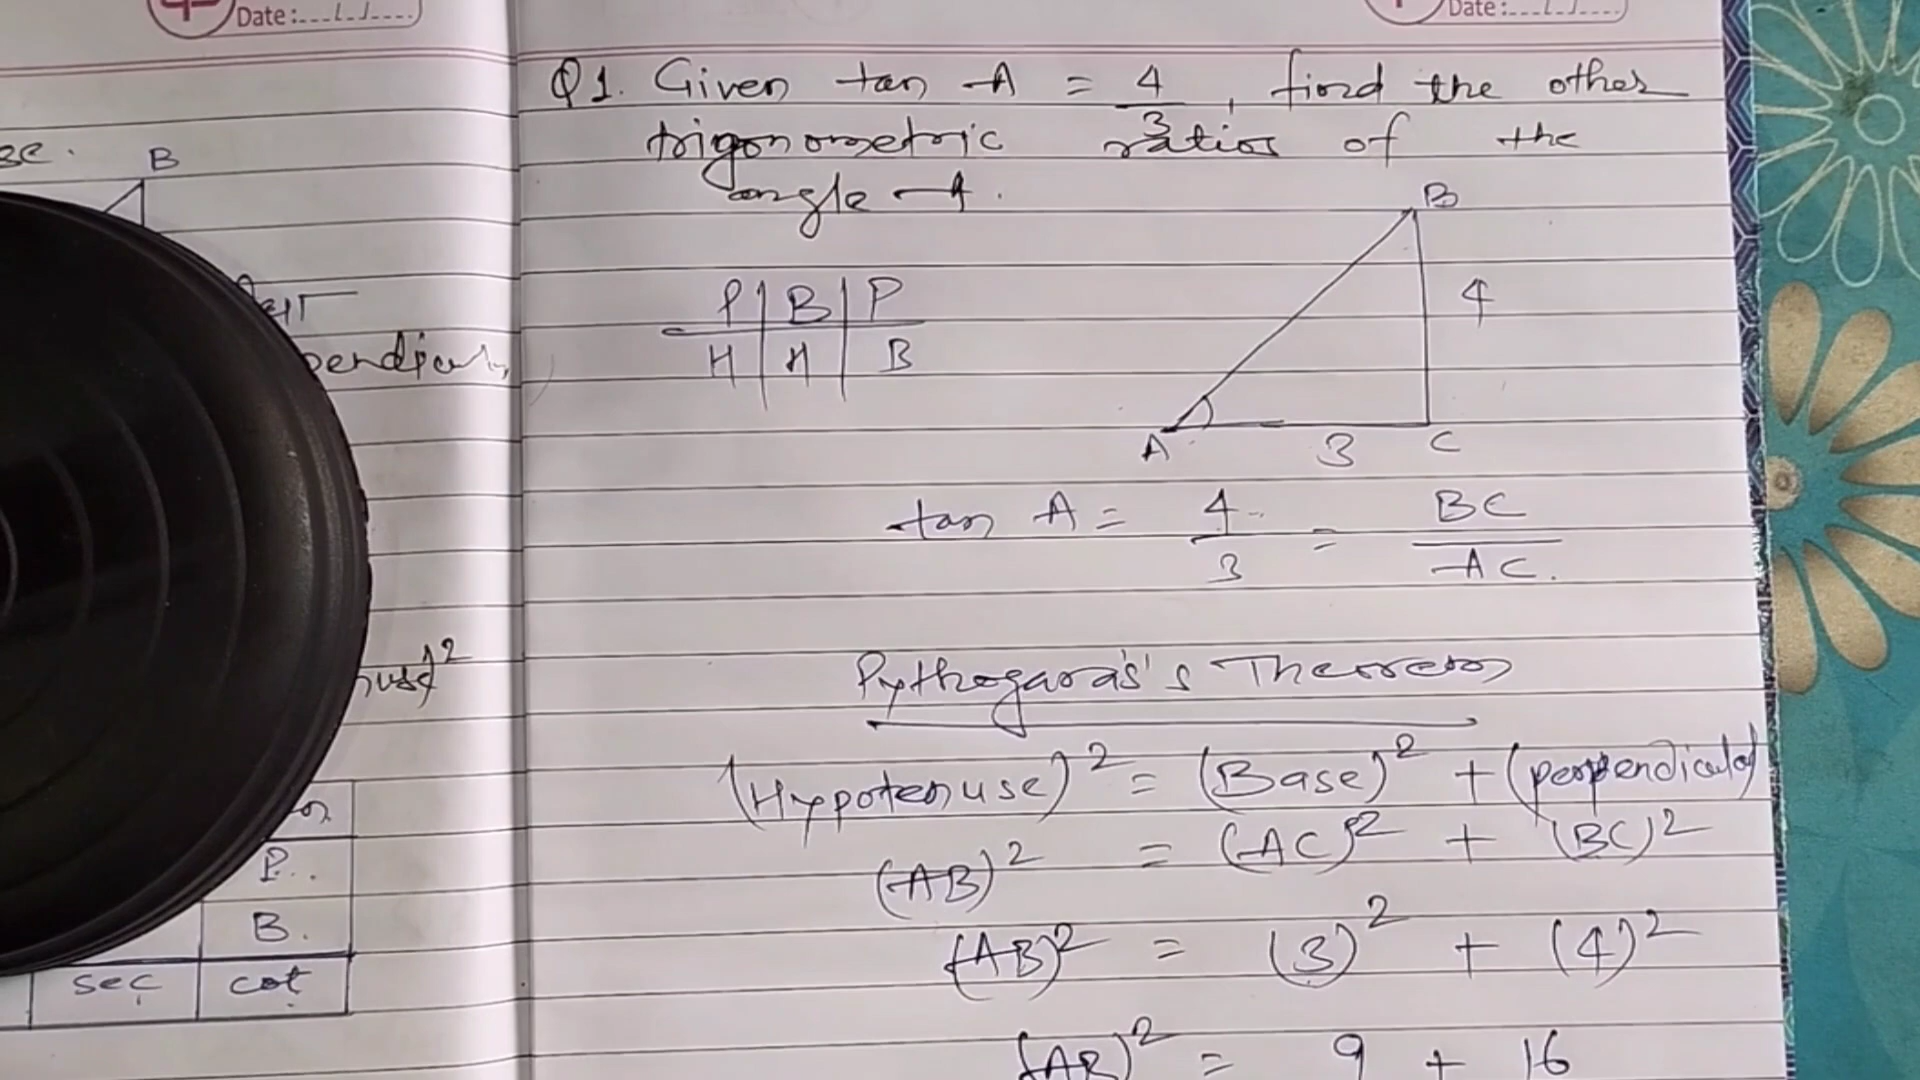 Date:
B
pendicul
2
P.
B.
sec
cot
Date:
Q1. Given tan A = 4/3, find the other
trigonometric ratios of the
angle A.
B
P | B | P
H | H | B
4
A 3 C
tan A = 4/3 = BC/AC.
Pythogaras's Theorem
(Hypotenuse)² = (Base)² + (perpendicular)
(AB)² = (AC)² + (BC)²
(AB)² = (3)² + (4)²
(AB)² = 9 + 16